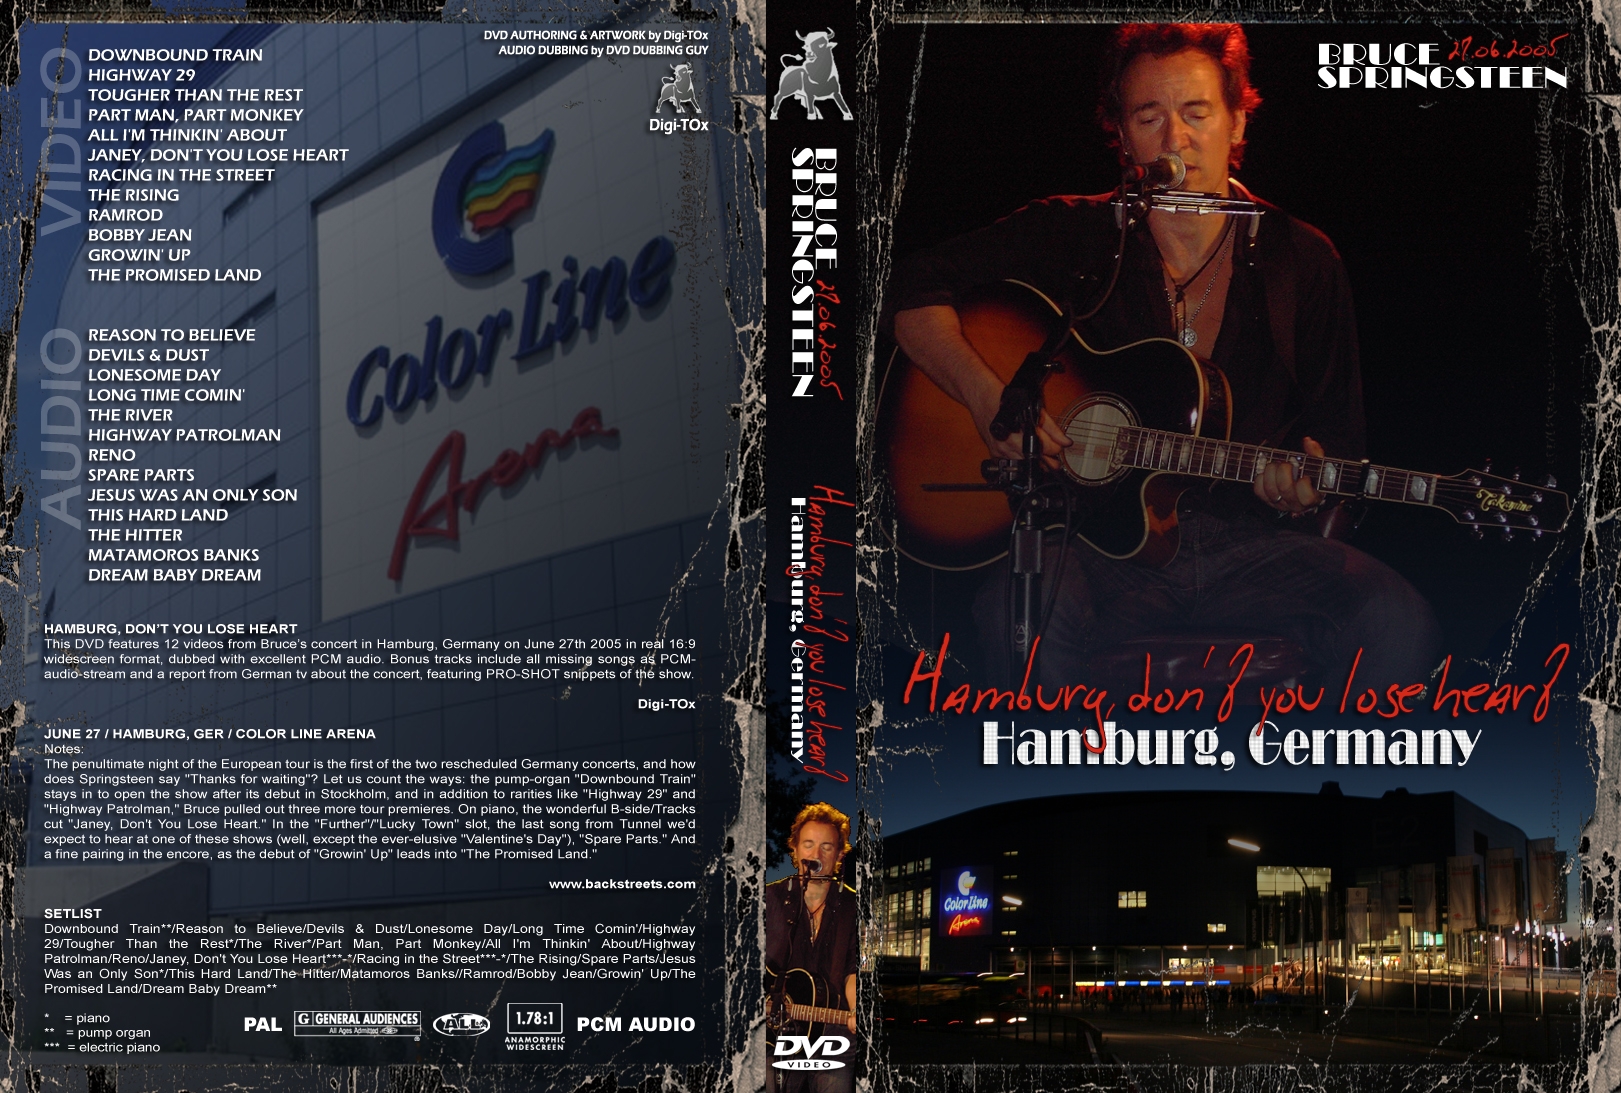 DVD AUTHORING & ARTWORK by Digi-TOx
AUDIO DUBBING by DVD DUBBING GUY
Digi-TOx
VIDEO
DOWNBOUND TRAIN
HIGHWAY 29
TOUGHER THAN THE REST
PART MAN, PART MONKEY
ALL I'M THINKIN' ABOUT
JANEY, DON'T YOU LOSE HEART
RACING IN THE STREET
THE RISING
RAMROD
BOBBY JEAN
GROWIN' UP
THE PROMISED LAND
AUDIO
REASON TO BELIEVE
DEVILS & DUST
LONESOME DAY
LONG TIME COMIN'
THE RIVER
HIGHWAY PATROLMAN
RENO
SPARE PARTS
JESUS WAS AN ONLY SON
THIS HARD LAND
THE HITTER
MATAMOROS BANKS
DREAM BABY DREAM
Color Line
Arena
HAMBURG, DON'T YOU LOSE HEART
This DVD features 12 videos from Bruce's concert in Hamburg, Germany on June 27th 2005 in real 16:9
widescreen format, dubbed with excellent PCM audio. Bonus tracks include all missing songs as PCM-
audio-stream and a report from German tv about the concert, featuring PRO-SHOT snippets of the show.
Digi-TOx
JUNE 27 / HAMBURG, GER / COLOR LINE ARENA
Notes:
The penultimate night of the European tour is the first of the two rescheduled Germany concerts, and how
does Springsteen say "Thanks for waiting"? Let us count the ways: the pump-organ "Downbound Train"
stays in to open the show after its debut in Stockholm, and in addition to rarities like "Highway 29" and
"Highway Patrolman," Bruce pulled out three more tour premieres. On piano, the wonderful B-side/Tracks
cut "Janey, Don't You Lose Heart." In the "Further"/"Lucky Town" slot, the last song from Tunnel we'd
expect to hear at one of these shows (well, except the ever-elusive "Valentine's Day"), "Spare Parts." And
a fine pairing in the encore, as the debut of "Growin' Up" leads into "The Promised Land."
www.backstreets.com
SETLIST
Downbound Train**/Reason to Believe/Devils & Dust/Lonesome Day/Long Time Comin'/Highway
29/Tougher Than the Rest*/The River*/Part Man, Part Monkey/All I'm Thinkin' About/Highway
Patrolman/Reno/Janey, Don't You Lose Heart***-*/Racing in the Street***-*/The Rising/Spare Parts/Jesus
Was an Only Son*/This Hard Land/The Hitter/Matamoros Banks//Ramrod/Bobby Jean/Growin' Up/The
Promised Land/Dream Baby Dream**
* = piano
** = pump organ
*** = electric piano
PAL
G GENERAL AUDIENCES
All Ages Admitted
ALL
1.78:1
ANAMORPHIC
WIDESCREEN
PCM AUDIO
BRUCE
SPRINGSTEEN
27.06.2005
Hamburg, don't you lose heart
Hamburg, Germany
DVD
VIDEO
BRUCE 27.06.2005
SPRINGSTEEN
Takamine
Hamburg, don't you lose heart
Hamburg, Germany
Color Line
Arena